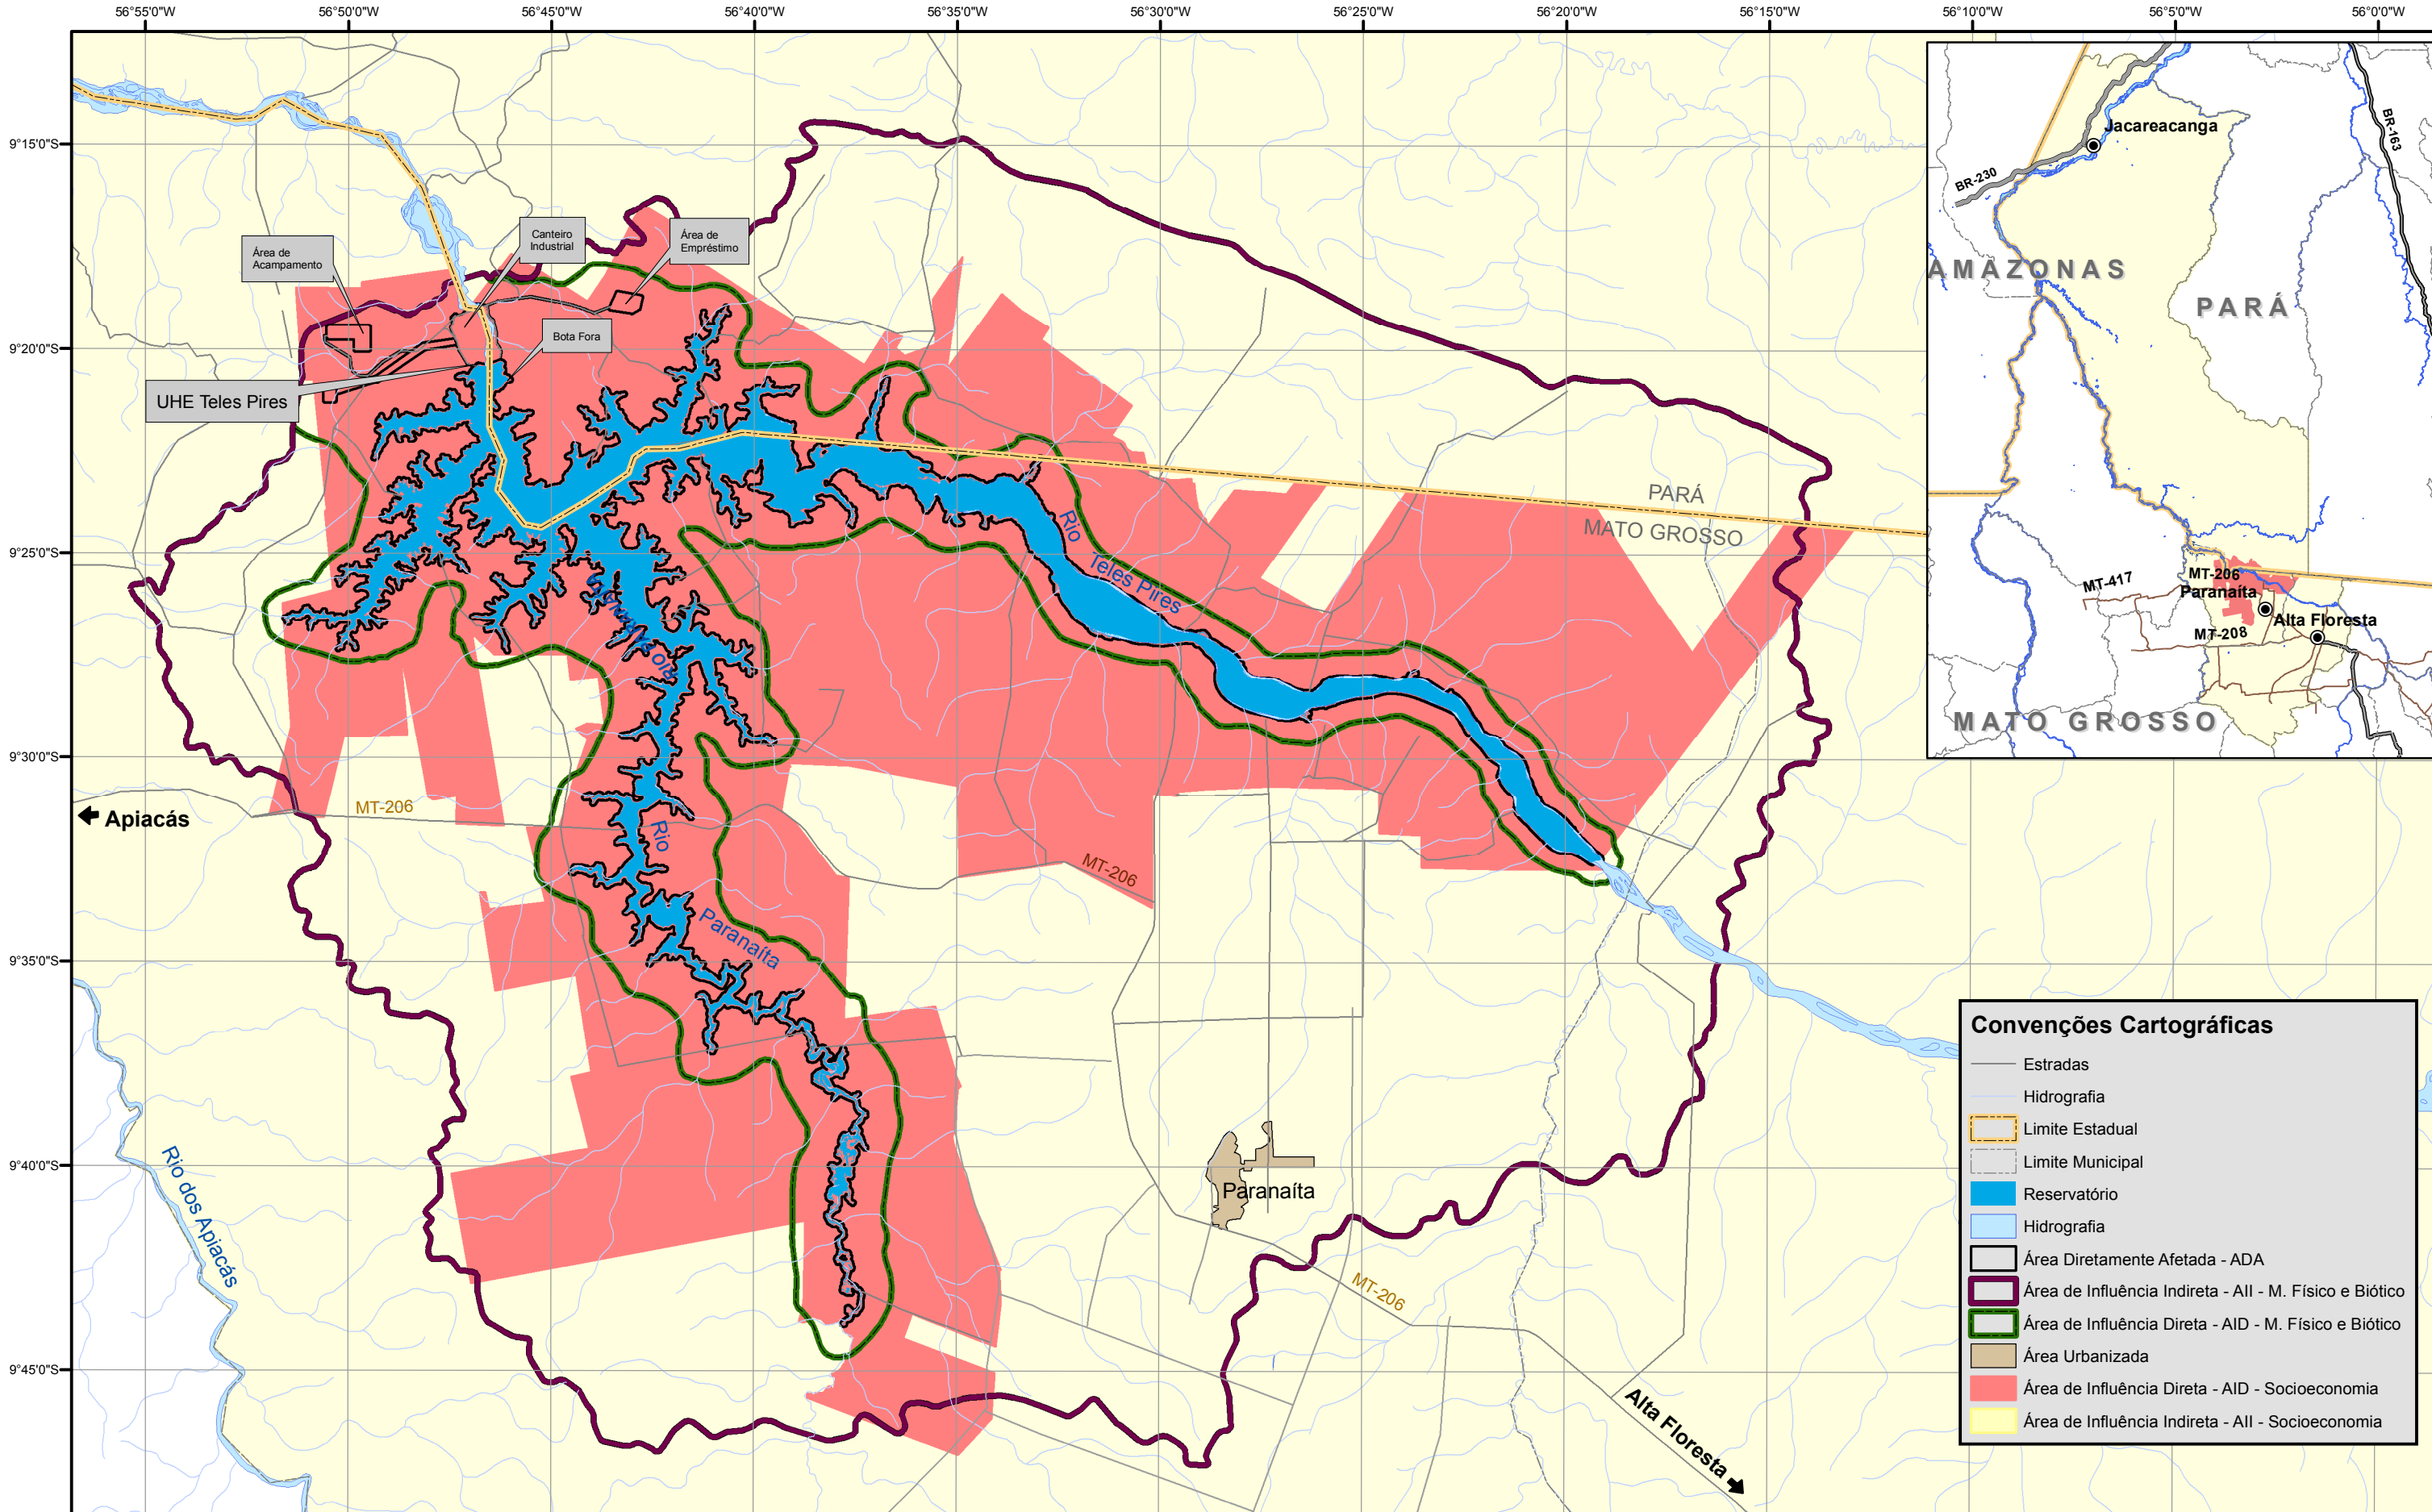 56°55'0"W
56°50'0"W
56°45'0"W
56°40'0"W
56°35'0"W
56°30'0"W
56°25'0"W
56°20'0"W
56°15'0"W
56°10'0"W
56°5'0"W
56°0'0"W
9°15'0"S
9°20'0"S
9°25'0"S
9°30'0"S
9°35'0"S
9°40'0"S
9°45'0"S
Área de
Acampamento
Canteiro
Industrial
Área de
Empréstimo
Bota Fora
UHE Teles Pires
PARÁ
MATO GROSSO
Rio
Teles Pires
Rio
Paranaíta
Apiacás
MT-206
MT-206
MT-206
Rio dos Apiacás
Paranaíta
Alta Floresta
Jacareacanga
BR-230
BR-163
AMAZONAS
PARÁ
MT-417
MT-206
Paranaíta
Alta Floresta
MT-208
MATO GROSSO
Convenções Cartográficas
Estradas
Hidrografia
Limite Estadual
Limite Municipal
Reservatório
Hidrografia
Área Diretamente Afetada - ADA
Área de Influência Indireta - AII - M. Físico e Biótico
Área de Influência Direta - AID - M. Físico e Biótico
Área Urbanizada
Área de Influência Direta - AID - Socioeconomia
Área de Influência Indireta - AII - Socioeconomia